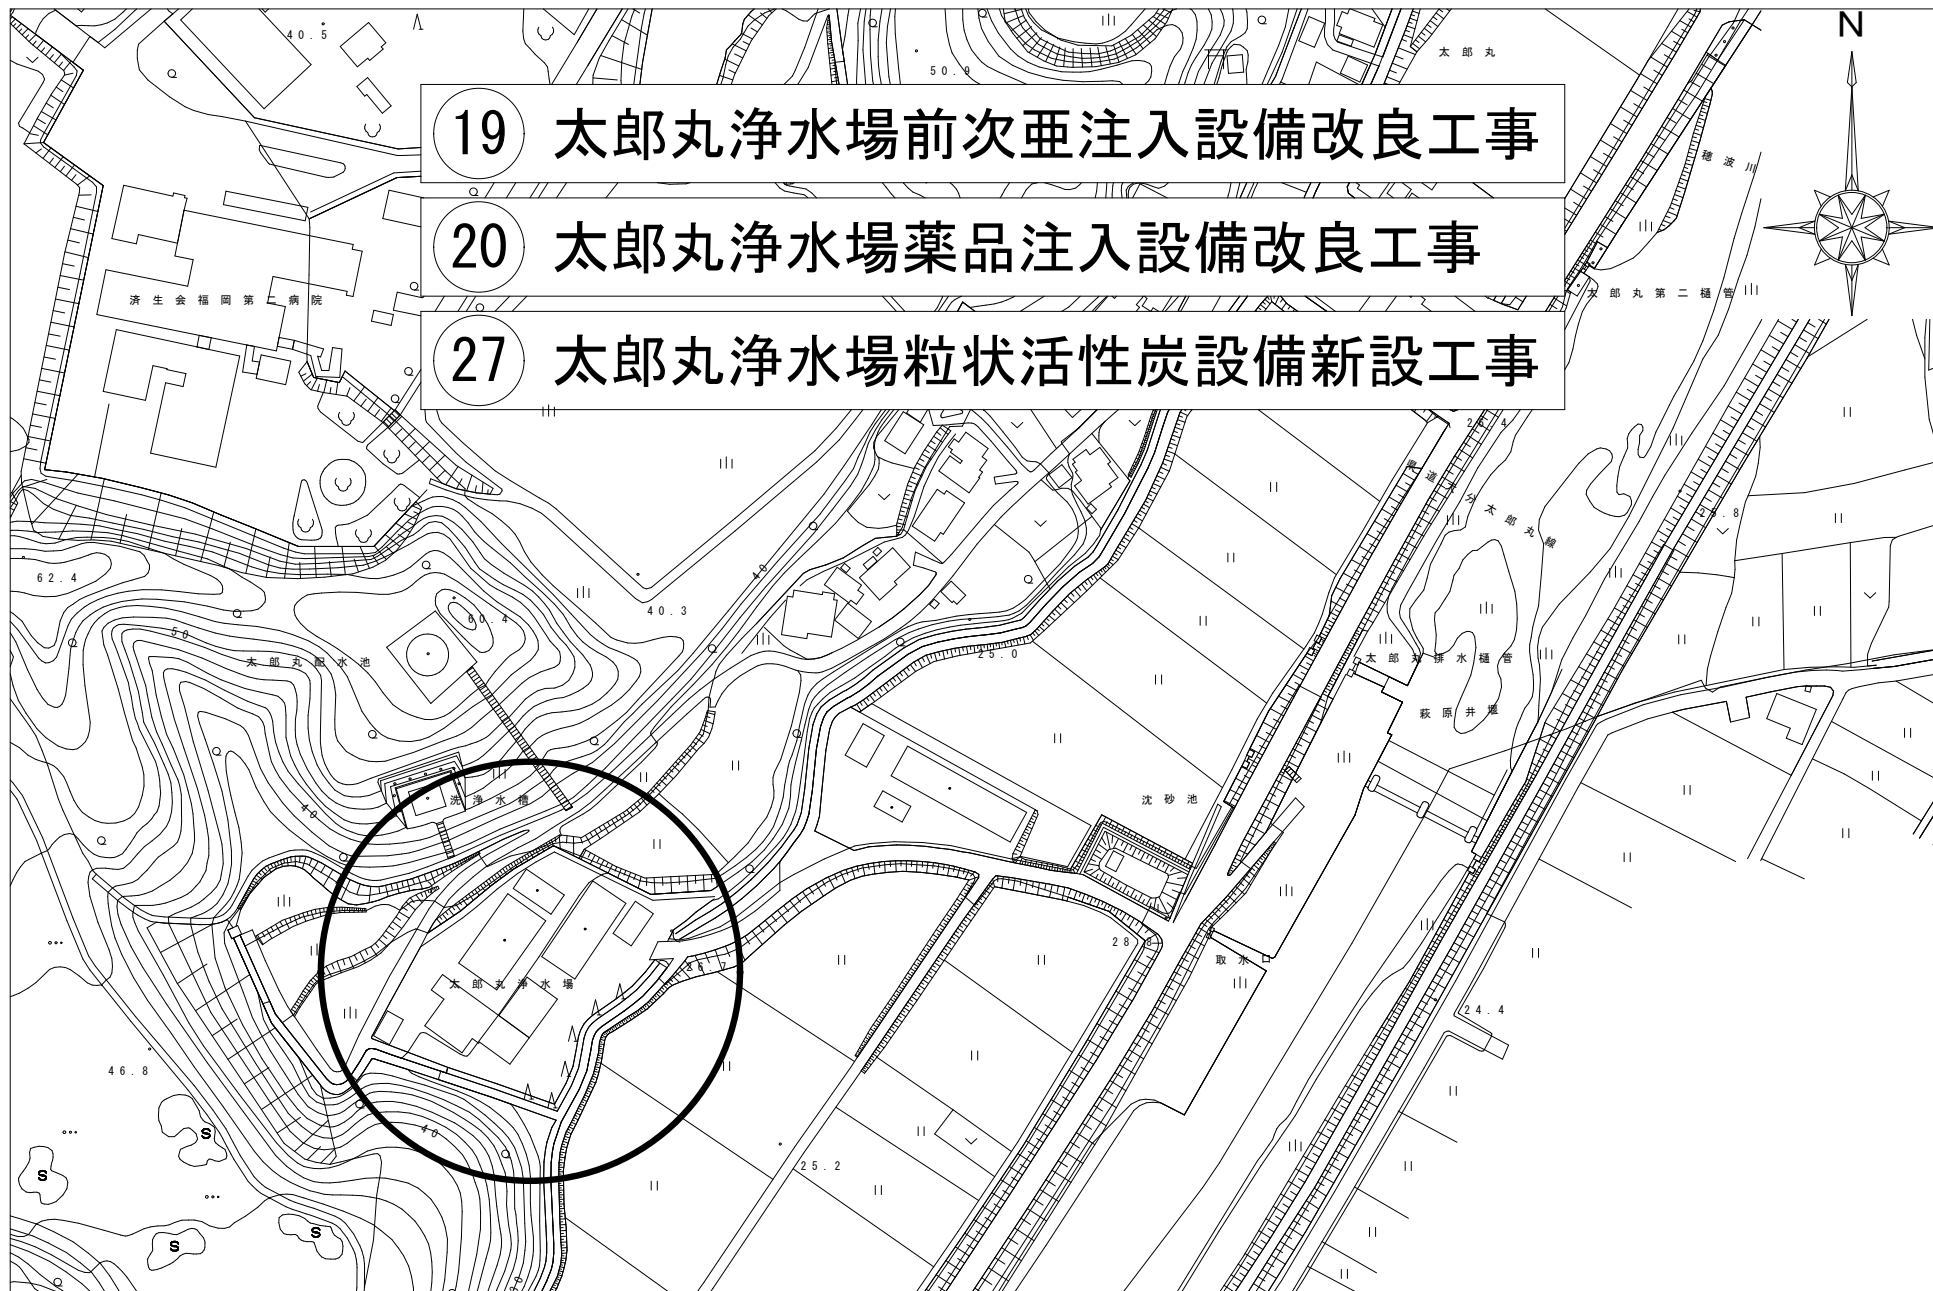 N
40.5
50.9
太郎丸
⑲ 太郎丸浄水場前次亜注入設備改良工事
穂波川
⑳ 太郎丸浄水場薬品注入設備改良工事
太郎丸第二樋管
済生会福岡第二病院
㉗ 太郎丸浄水場粒状活性炭設備新設工事
26.4
25.8
62.4
40
40.3
60.4
50
25.0
太郎丸配水池
太郎丸排水樋管
萩原井堰
洗浄水槽
沈砂池
40
28.8
取水口
26.7
太郎丸浄水場
24.4
46.8
40
S
25.2
S
S
S